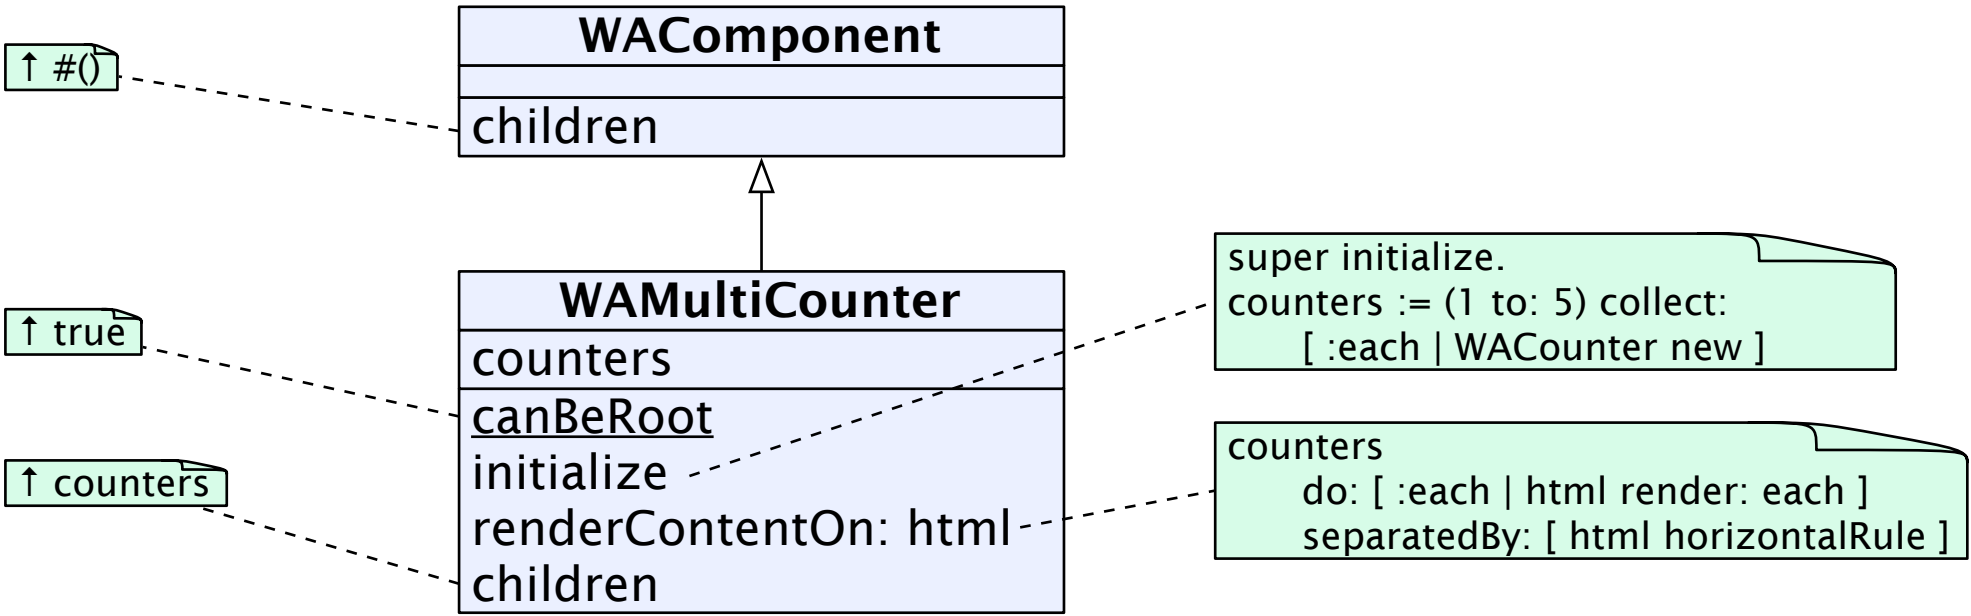 WAComponent
↑ #()
children
WAMultiCounter
counters
canBeRoot
initialize
renderContentOn: html
children
↑ true
↑ counters
super initialize.
counters := (1 to: 5) collect:
[ :each | WACounter new ]
counters
do: [ :each | html render: each ]
separatedBy: [ html horizontalRule ]